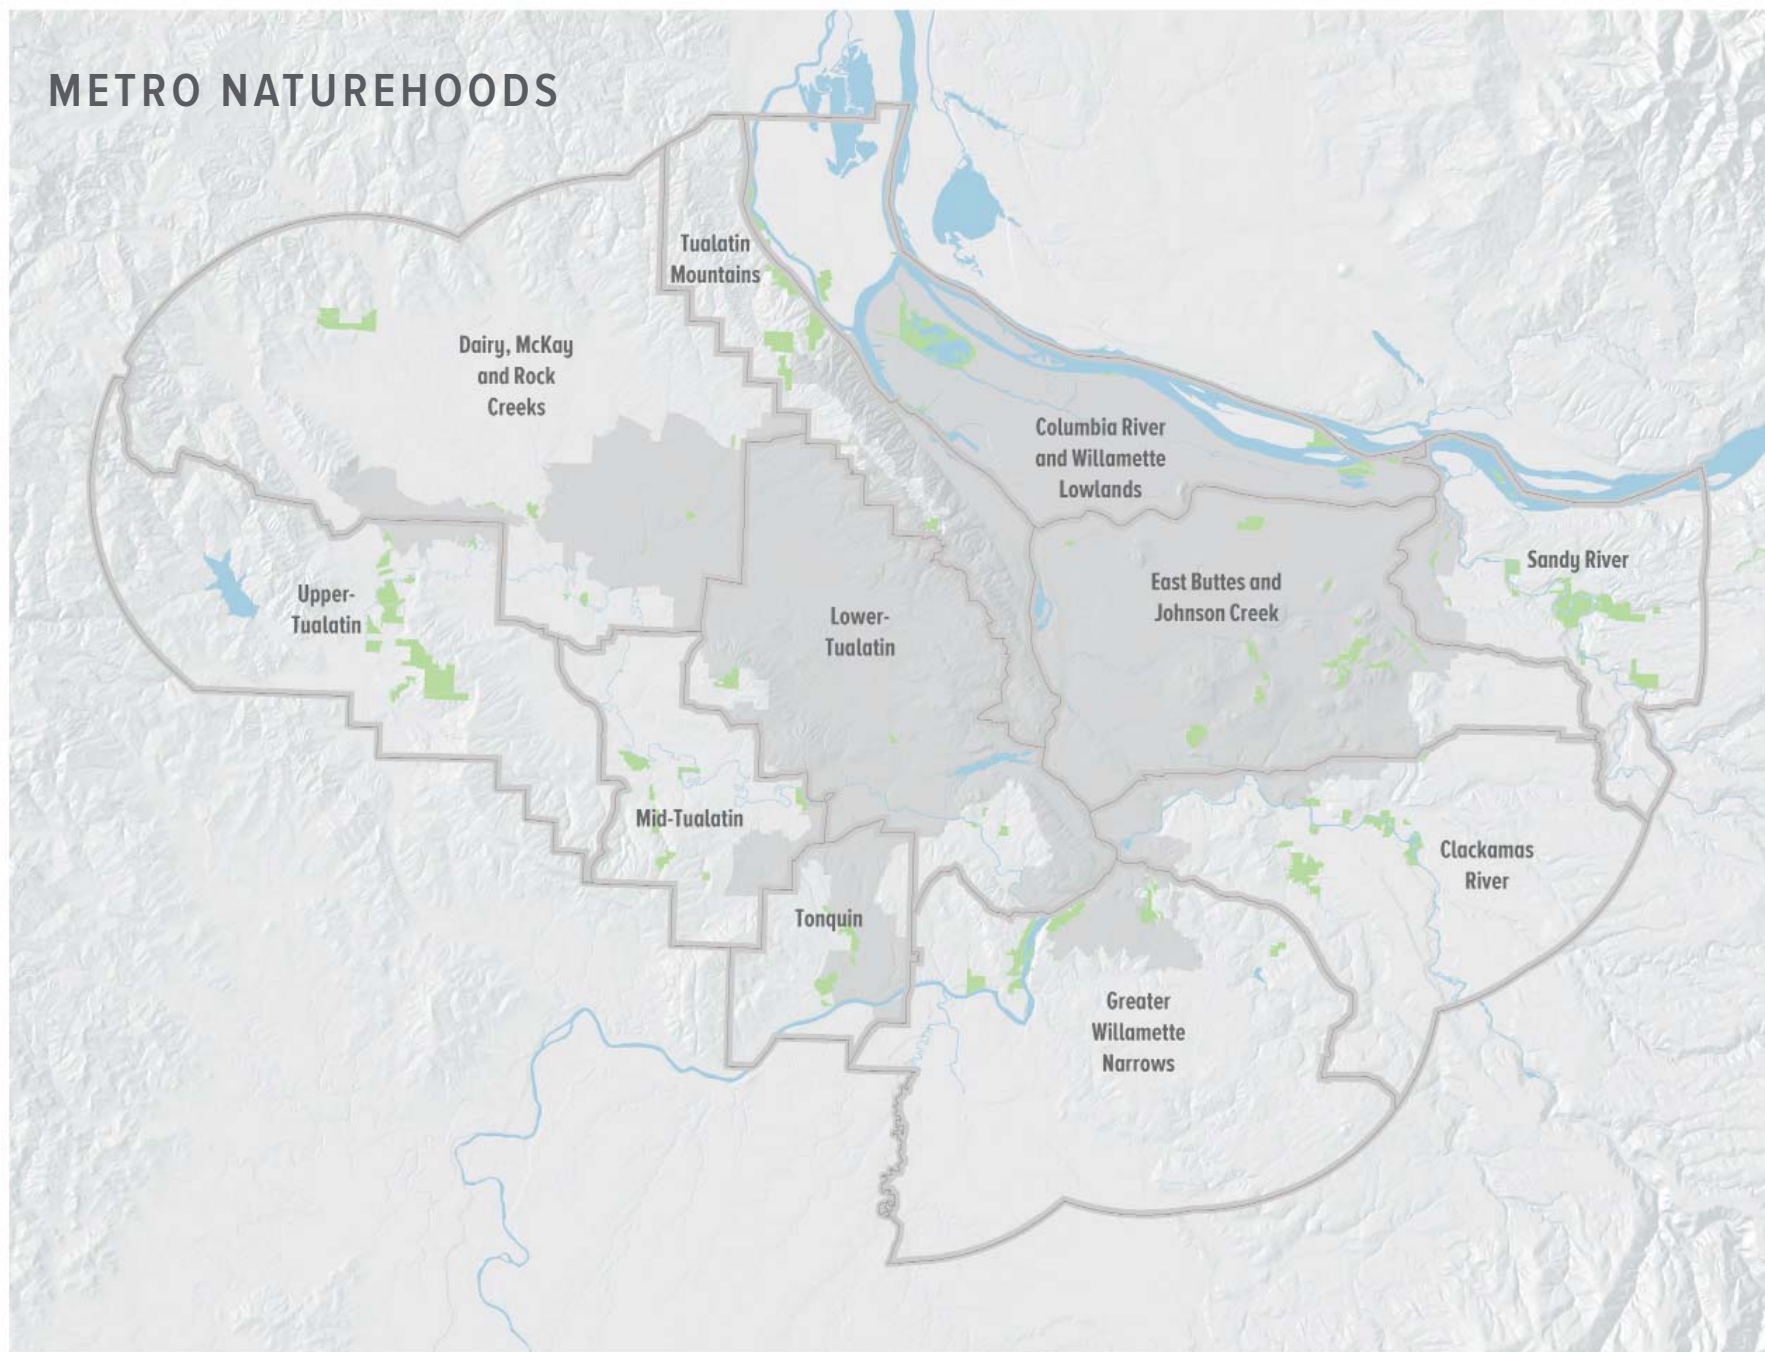 METRO NATUREHOODS
Tualatin
Mountains
Dairy, McKay
and Rock
Creeks
Columbia River
and Willamette
Lowlands
Sandy River
East Buttes and
Johnson Creek
Upper-
Tualatin
Lower-
Tualatin
Mid-Tualatin
Clackamas
River
Tonquin
Greater
Willamette
Narrows